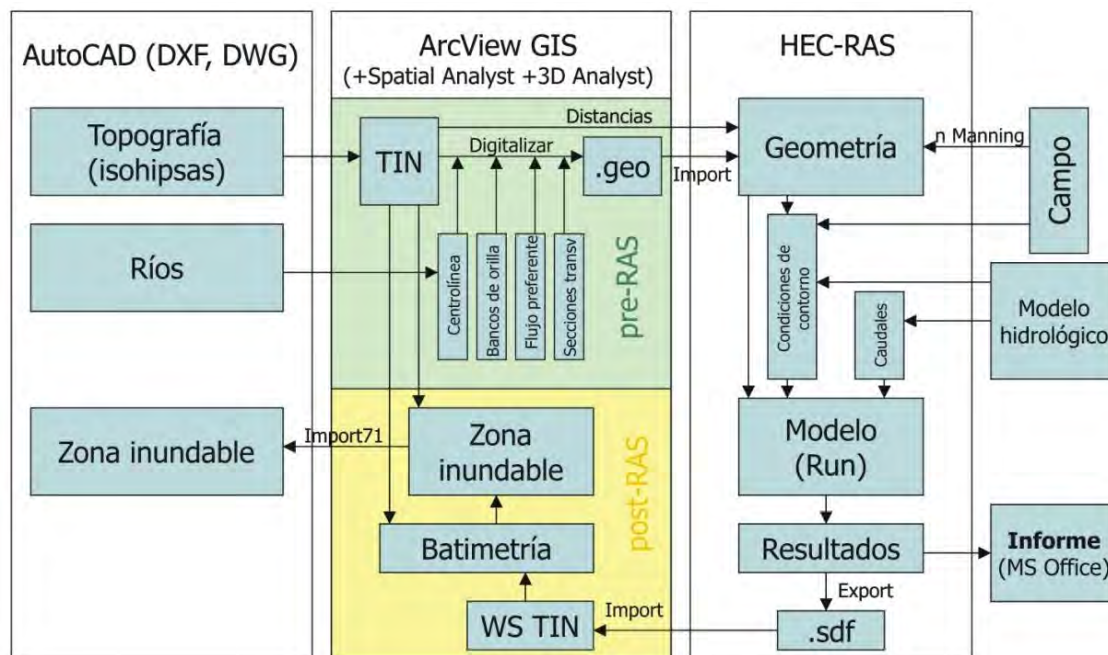 AutoCAD (DXF, DWG)
Topografía
(isohipsas)
Ríos
Zona inundable
ArcView GIS
(+Spatial Analyst +3D Analyst)
TIN
Distancias
Digitalizar
.geo
Import
Centrolínea
Bancos de orilla
Flujo preferente
Secciones transv
pre-RAS
Import71
Zona
inundable
Batimetría
WS TIN
post-RAS
Import
HEC-RAS
Geometría
n Manning
Campo
Condiciones de
contorno
Caudales
Modelo
hidrológico
Modelo
(Run)
Resultados
Export
.sdf
Informe
(MS Office)